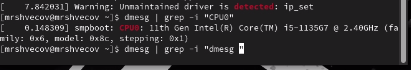 [    7.842031] Warning: Unmaintained driver is detected: ip_set
[mrshvecov@mrshvecov ~]$ dmesg | grep -i "CPU0"
[    0.148309] smpboot: CPU0: 11th Gen Intel(R) Core(TM) i5-1135G7 @ 2.40GHz (fa
mily: 0x6, model: 0x8c, stepping: 0x1)
[mrshvecov@mrshvecov ~]$ dmesg | grep -i "dmesg "